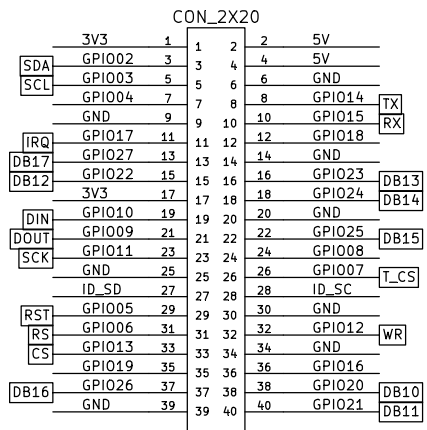 CON_2X20
3V3 1 1 2 2 5V
SDA GPIO02 3 3 4 4 5V
SCL GPIO03 5 5 6 6 GND
GPIO04 7 7 8 8 GPIO14 TX
GND 9 9 10 10 GPIO15 RX
IRQ GPIO17 11 11 12 12 GPIO18
DB17 GPIO27 13 13 14 14 GND
DB12 GPIO22 15 15 16 16 GPIO23 DB13
3V3 17 17 18 18 GPIO24 DB14
DIN GPIO10 19 19 20 20 GND
DOUT GPIO09 21 21 22 22 GPIO25 DB15
SCK GPIO11 23 23 24 24 GPIO08
GND 25 25 26 26 GPIO07 T_CS
ID_SD 27 27 28 28 ID_SC
RST GPIO05 29 29 30 30 GND
RS GPIO06 31 31 32 32 GPIO12 WR
CS GPIO13 33 33 34 34 GND
GPIO19 35 35 36 36 GPIO16
DB16 GPIO26 37 37 38 38 GPIO20 DB10
GND 39 39 40 40 GPIO21 DB11